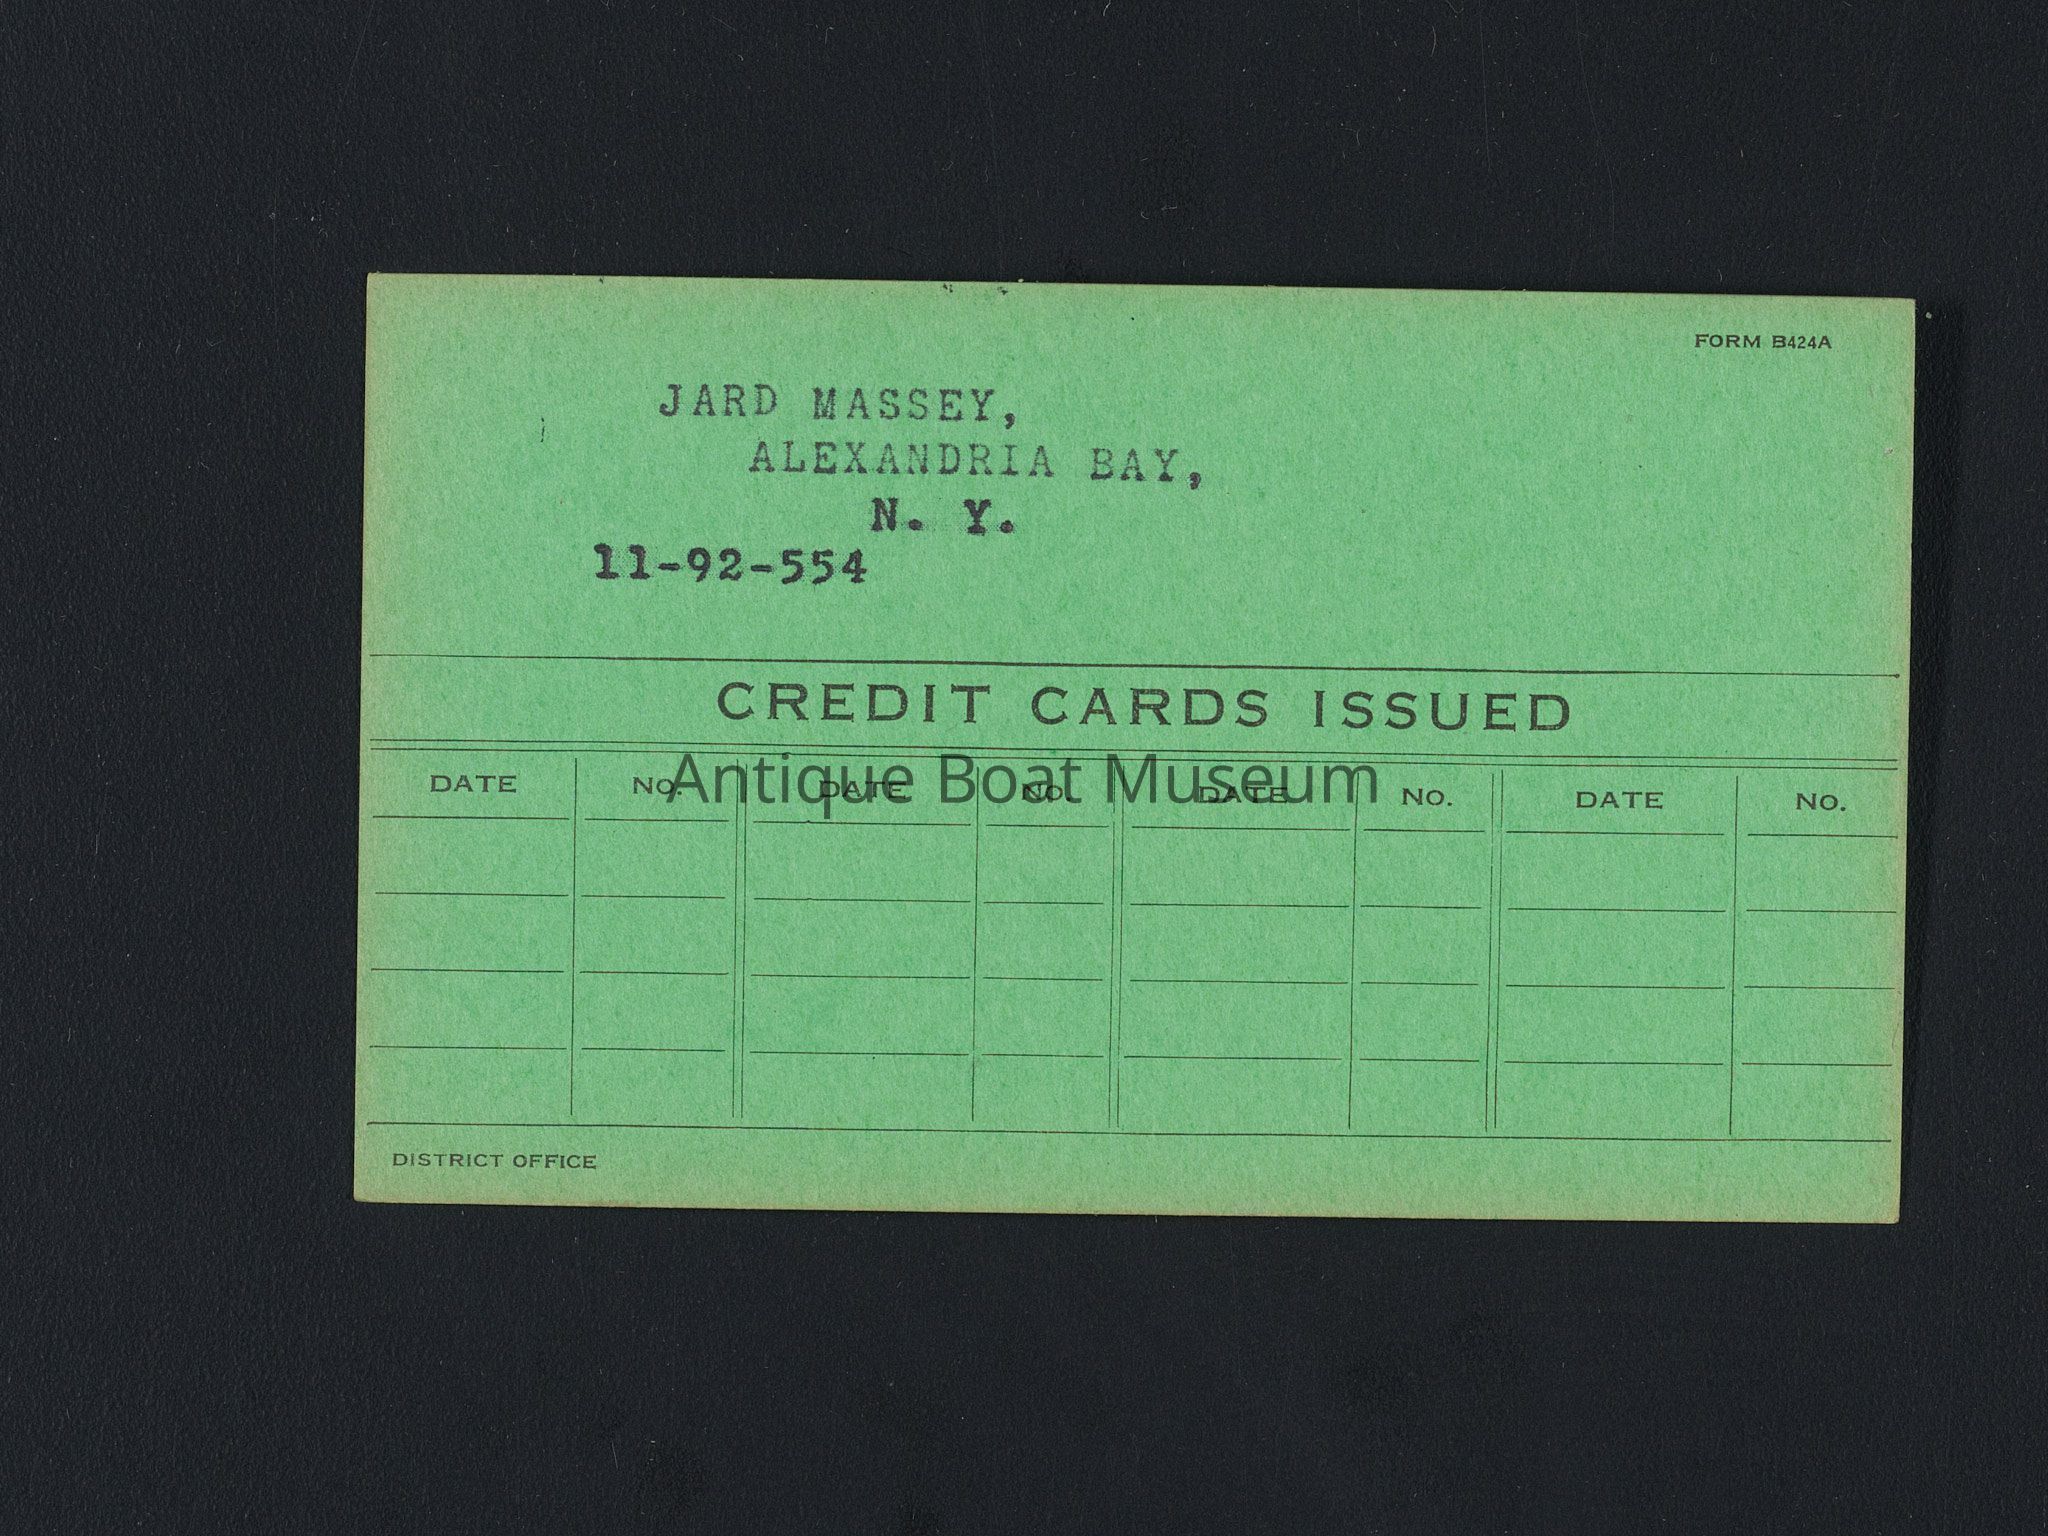 FORM B424A
JARD MASSEY,
ALEXANDRIA BAY,
N. Y.
11-92-554
CREDIT CARDS ISSUED
DATE NO. DATE NO. DATE NO. DATE NO.
Antique Boat Museum
DISTRICT OFFICE